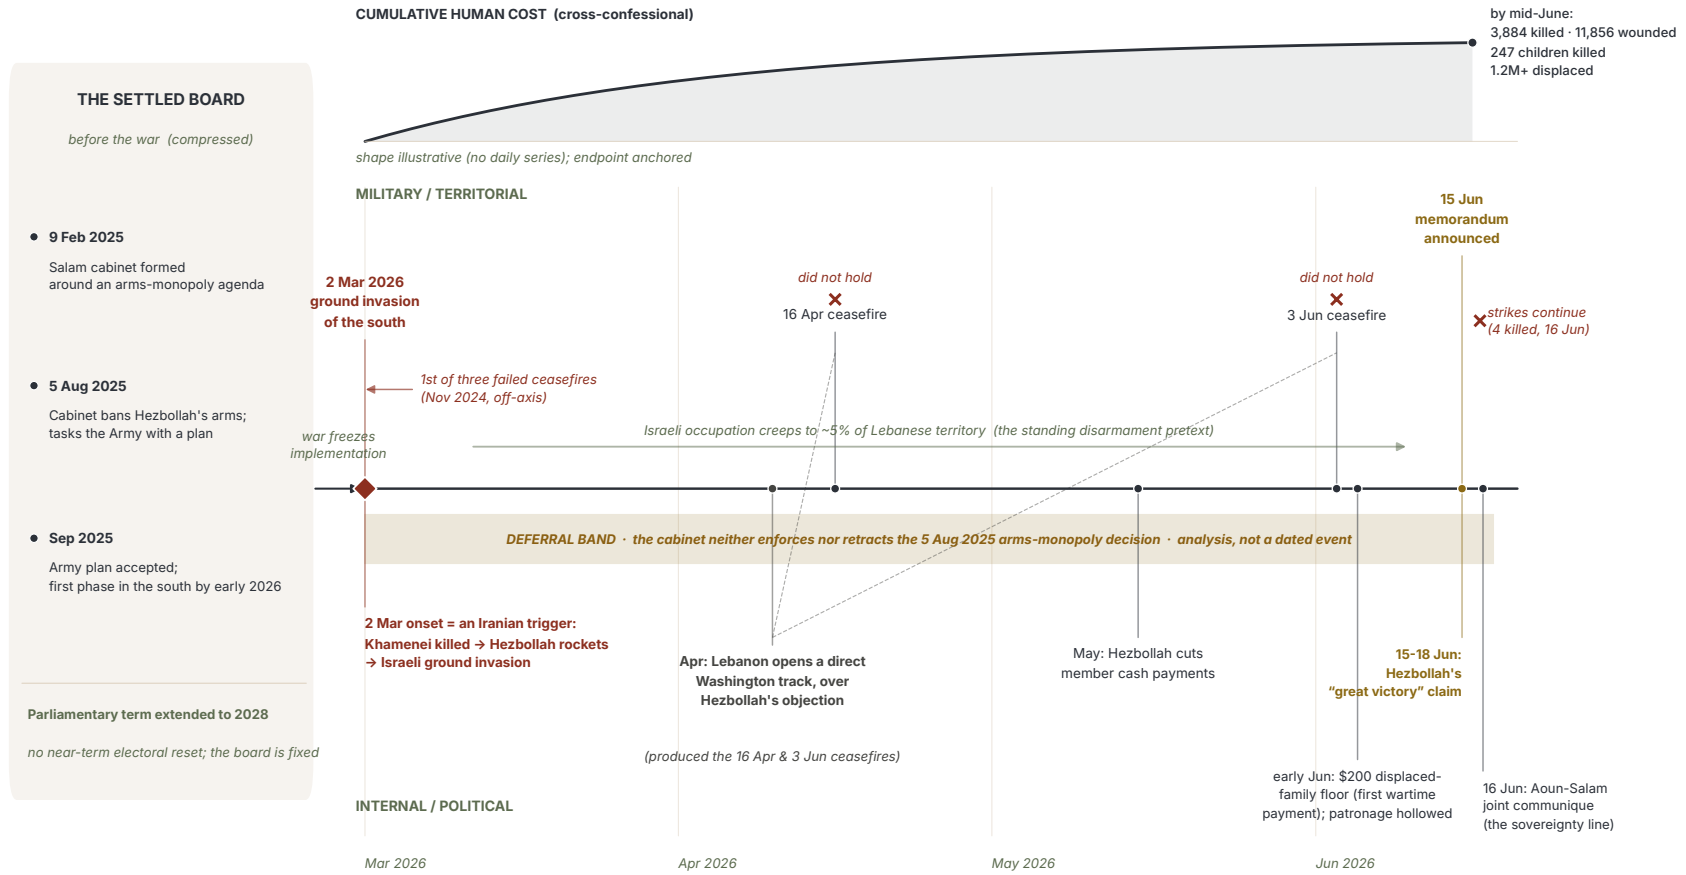 CUMULATIVE HUMAN COST (cross-confessional)
by mid-June:
3,884 killed · 11,856 wounded
247 children killed
1.2M+ displaced
shape illustrative (no daily series); endpoint anchored
THE SETTLED BOARD
before the war (compressed)
9 Feb 2025
Salam cabinet formed
around an arms-monopoly agenda
5 Aug 2025
Cabinet bans Hezbollah's arms;
tasks the Army with a plan
Sep 2025
Army plan accepted;
first phase in the south by early 2026
Parliamentary term extended to 2028
no near-term electoral reset; the board is fixed
MILITARY / TERRITORIAL
2 Mar 2026
ground invasion
of the south
did not hold
16 Apr ceasefire
did not hold
3 Jun ceasefire
15 Jun
memorandum
announced
strikes continue
(4 killed, 16 Jun)
1st of three failed ceasefires
(Nov 2024, off-axis)
war freezes
implementation
Israeli occupation creeps to ~5% of Lebanese territory (the standing disarmament pretext)
DEFERRAL BAND · the cabinet neither enforces nor retracts the 5 Aug 2025 arms-monopoly decision · analysis, not a dated event
2 Mar onset = an Iranian trigger:
Khamenei killed → Hezbollah rockets
→ Israeli ground invasion
Apr: Lebanon opens a direct
Washington track, over
Hezbollah's objection
(produced the 16 Apr & 3 Jun ceasefires)
May: Hezbollah cuts
member cash payments
15-18 Jun:
Hezbollah's
“great victory” claim
early Jun: $200 displaced-
family floor (first wartime
payment); patronage hollowed
16 Jun: Aoun-Salam
joint communique
(the sovereignty line)
INTERNAL / POLITICAL
Mar 2026
Apr 2026
May 2026
Jun 2026